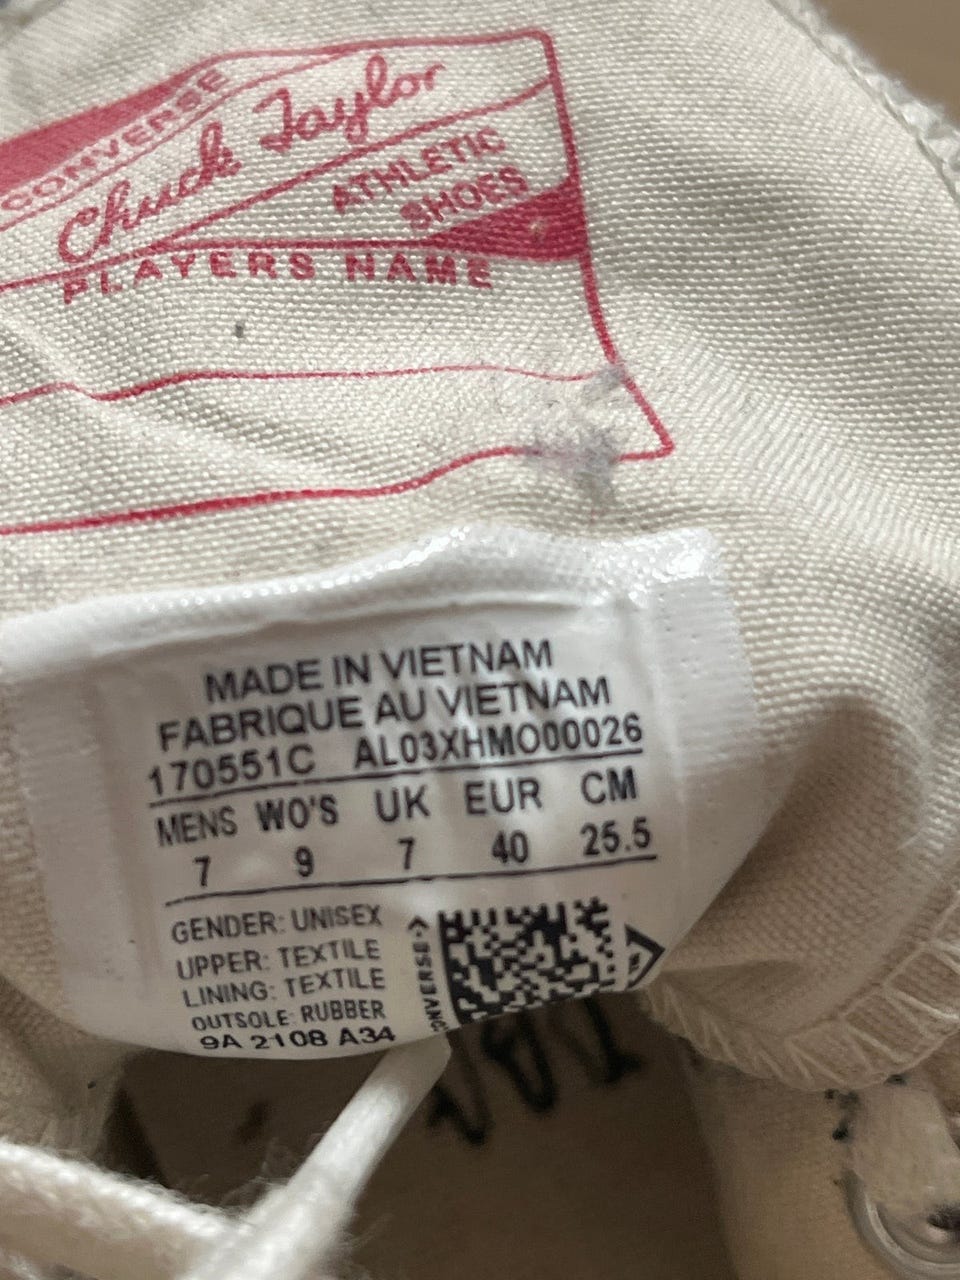 CONVERSE
Chuck Taylor
ATHLETIC
SHOES
PLAYERS NAME
MADE IN VIETNAM
FABRIQUE AU VIETNAM
170551C AL03XHMO00026
MENS WO'S UK EUR CM
7 9 7 40 25.5
GENDER: UNISEX
UPPER: TEXTILE
LINING: TEXTILE
OUTSOLE: RUBBER
9A 2108 A34
CONVERSE